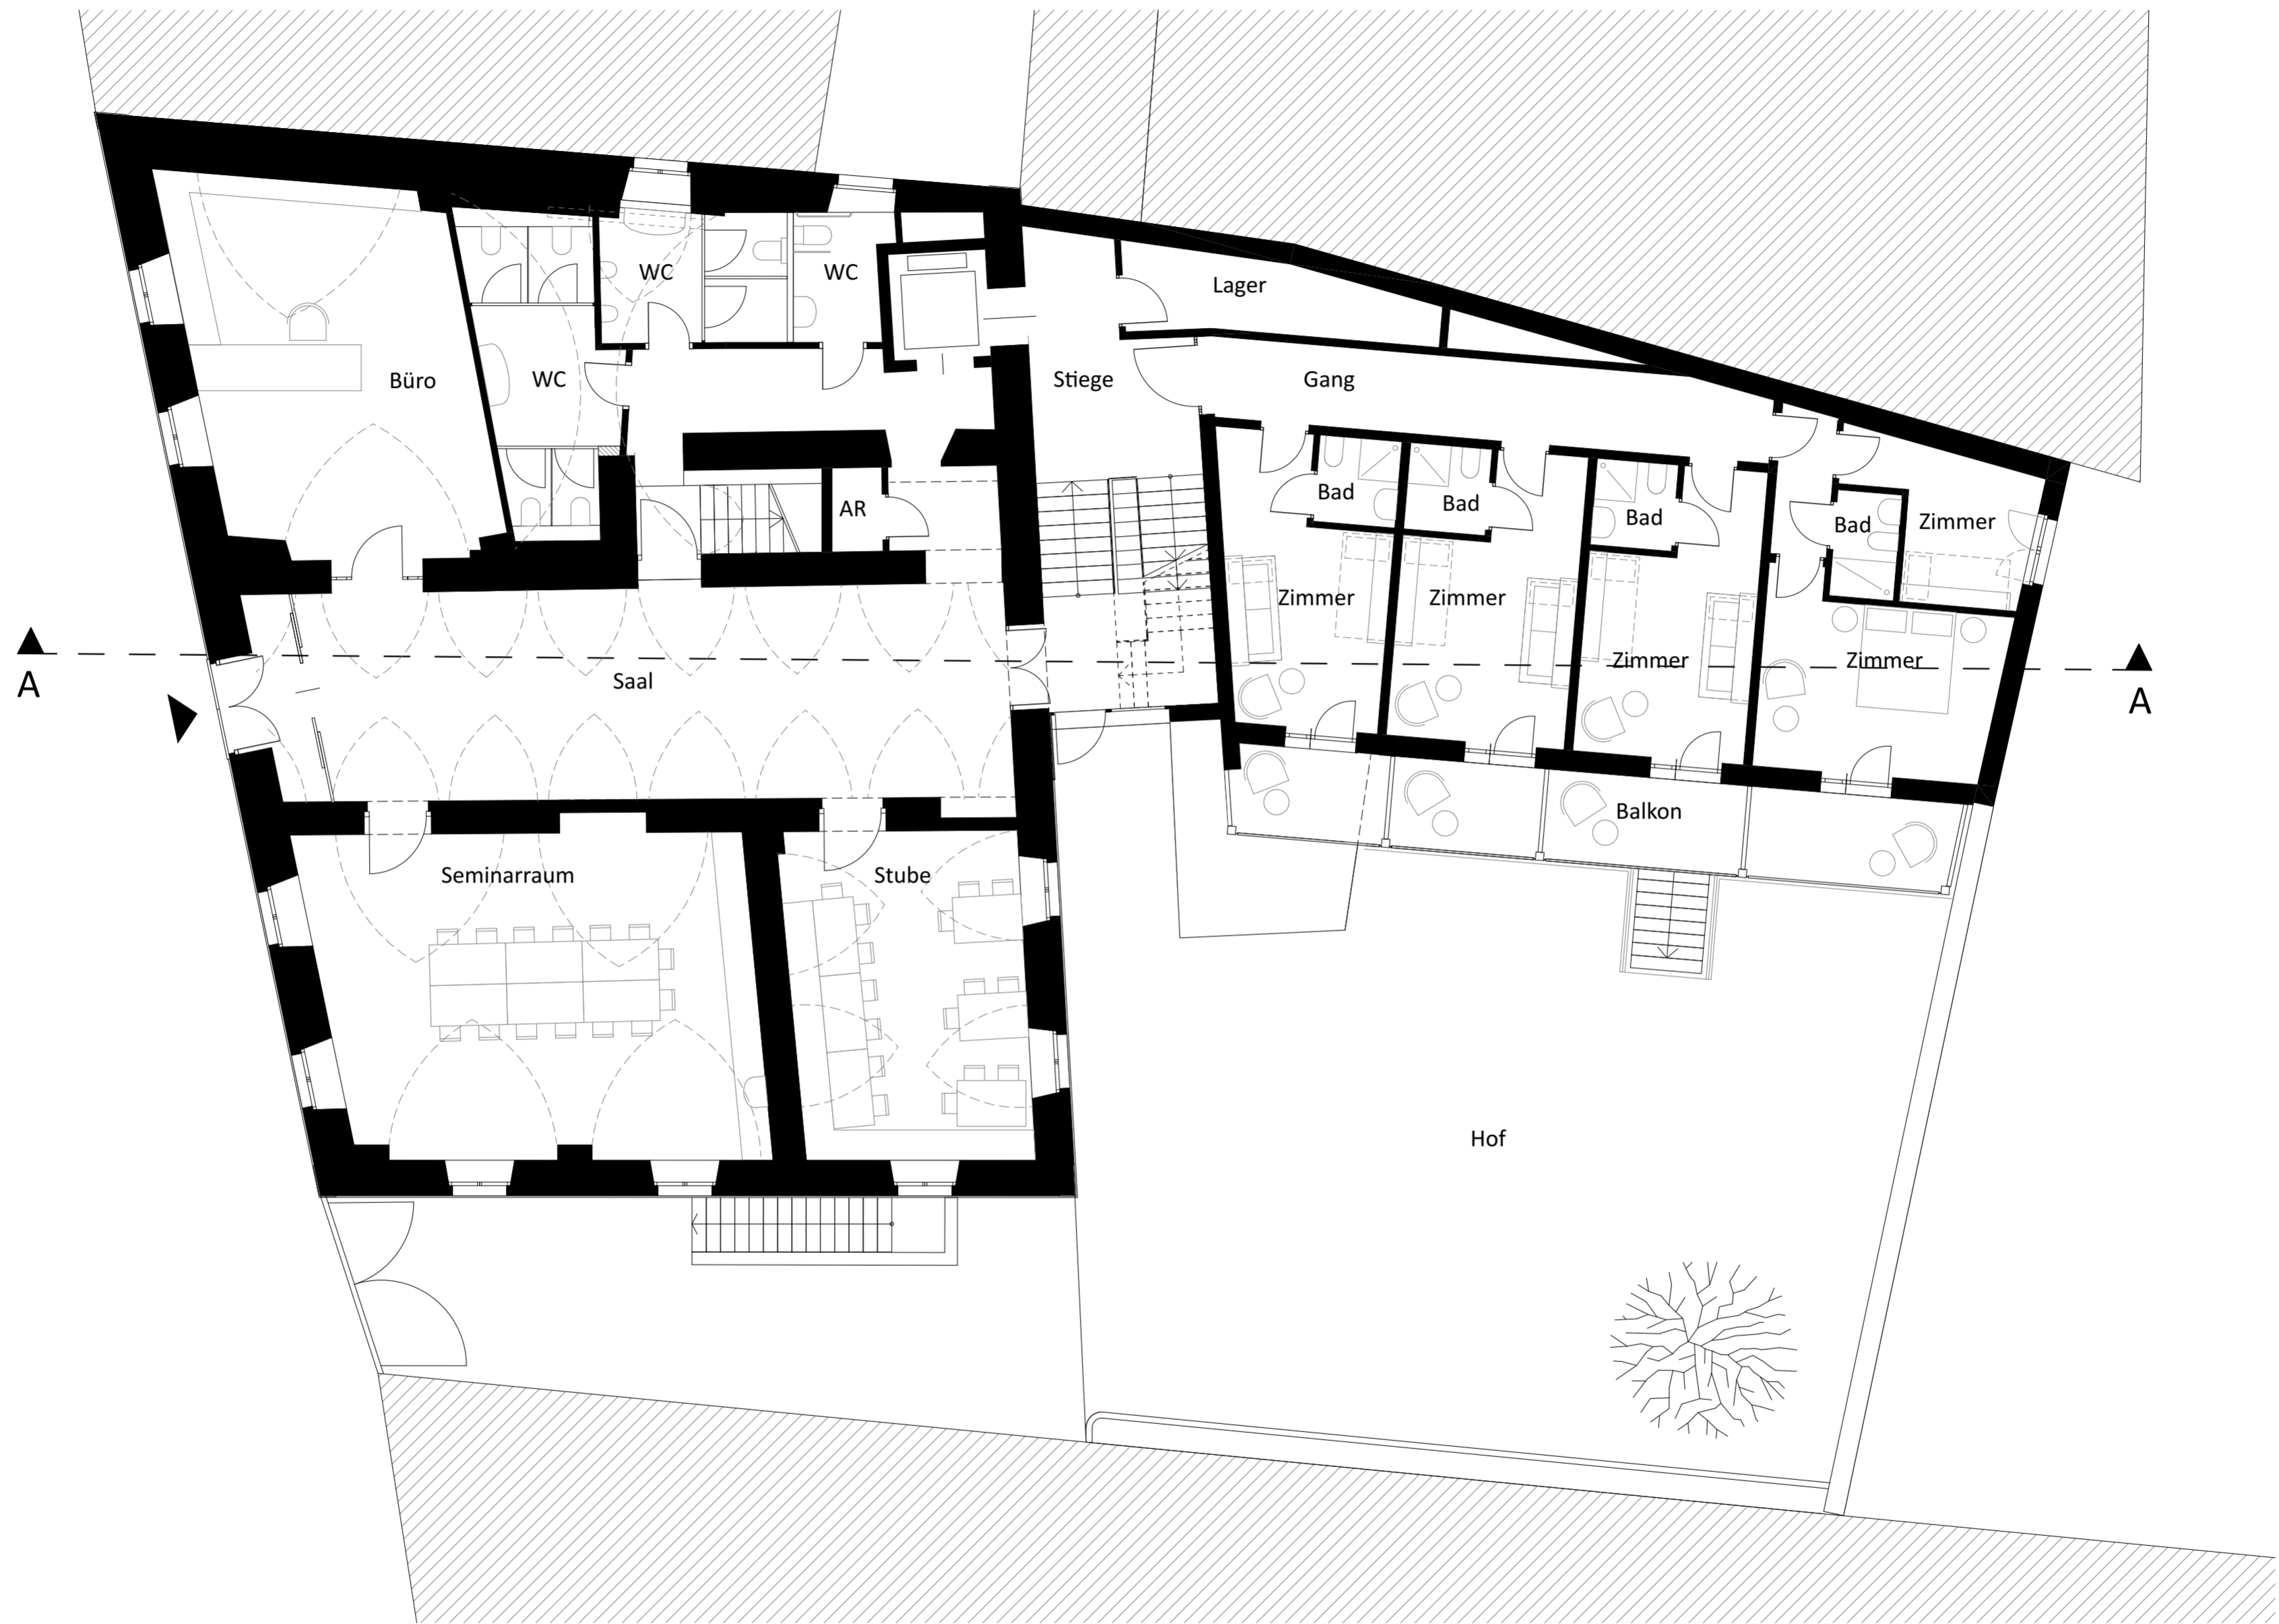 WC
WC
Lager
Büro
WC
Stiege
Gang
AR
Bad
Bad
Bad
Bad
Zimmer
Zimmer
Zimmer
Zimmer
Zimmer
A
Saal
A
Balkon
Seminarraum
Stube
Hof